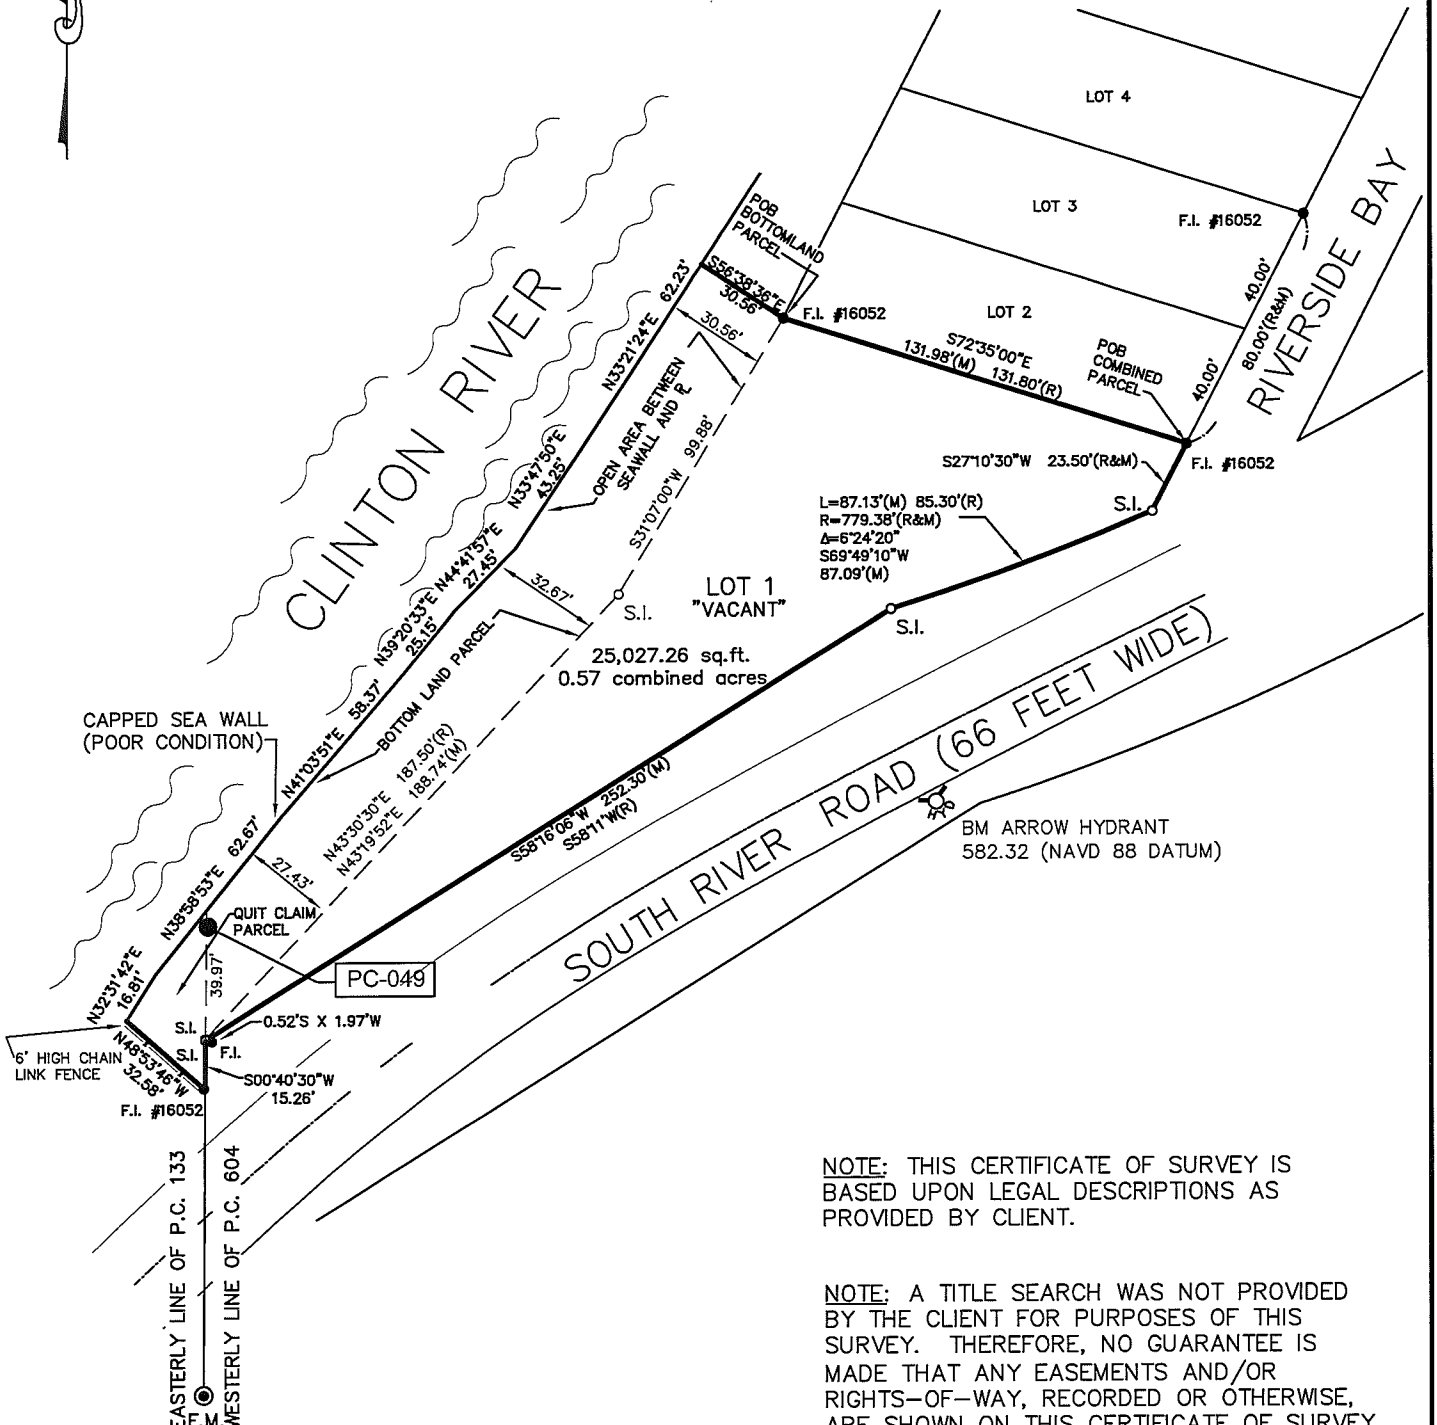 LOT 4
LOT 3
F.I. #16052
RIVERSIDE BAY
POB
BOTTOMLAND
PARCEL
S56°38'36"E
30.56'
30.56'
F.I. #16052
LOT 2
40.00'
80.00'(R&M)
40.00'
S72°35'00"E
131.98'(M) 131.80'(R)
POB
COMBINED
PARCEL
F.I. #16052
S27°10'30"W 23.50'(R&M)
S.I.
CLINTON RIVER
N33°21'24"E 62.23'
OPEN AREA BETWEEN
SEAWALL AND ℄
S31°07'00"W 99.88'
N33°47'50"E
43.25'
L=87.13'(M) 85.30'(R)
R=779.38'(R&M)
Δ=6°24'20"
S69°49'10"W
87.09'(M)
N44°41'57"E
27.45'
32.67'
S.I.
LOT 1
"VACANT"
S.I.
N39°20'33"E
25.15'
25,027.26 sq.ft.
0.57 combined acres
BOTTOM LAND PARCEL
CAPPED SEA WALL
(POOR CONDITION)
N41°03'51"E 58.37'
N43°30'30"E 187.50'(R)
N43°19'52"E 188.74'(M)
S58°16'06"W 252.30'(M)
S58°11'W(R)
SOUTH RIVER ROAD (66 FEET WIDE)
BM ARROW HYDRANT
582.32 (NAVD 88 DATUM)
N38°58'53"E 62.67'
27.43'
QUIT CLAIM
PARCEL
39.97'
PC-049
N32°31'42"E
16.81'
S.I.
0.52'S X 1.97'W
S.I.
F.I.
6' HIGH CHAIN
LINK FENCE
N48°53'46"W
32.58'
S00°40'30"W
15.26'
F.I. #16052
EASTERLY LINE OF P.C. 133
WESTERLY LINE OF P.C. 604
F.M.
NOTE: THIS CERTIFICATE OF SURVEY IS
BASED UPON LEGAL DESCRIPTIONS AS
PROVIDED BY CLIENT.
NOTE: A TITLE SEARCH WAS NOT PROVIDED
BY THE CLIENT FOR PURPOSES OF THIS
SURVEY. THEREFORE, NO GUARANTEE IS
MADE THAT ANY EASEMENTS AND/OR
RIGHTS-OF-WAY, RECORDED OR OTHERWISE,
ARE SHOWN ON THIS CERTIFICATE OF SURVEY